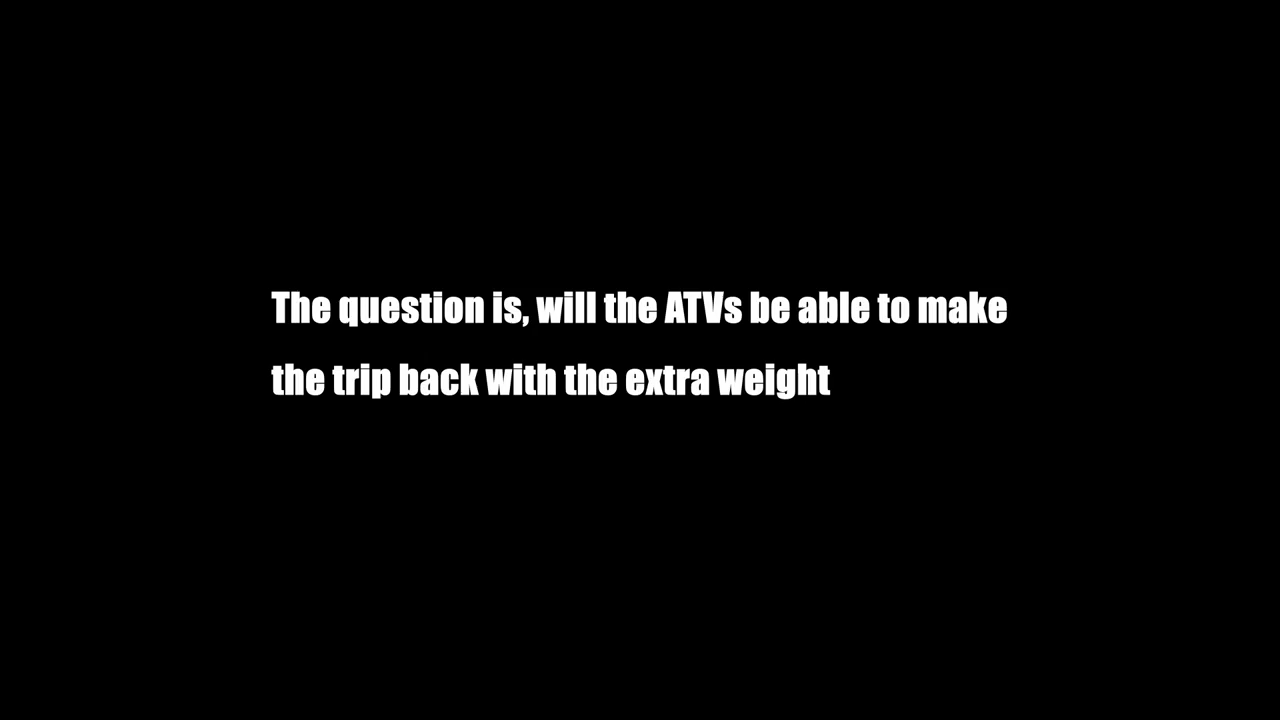 The question is, will the ATVs be able to make
the trip back with the extra weight